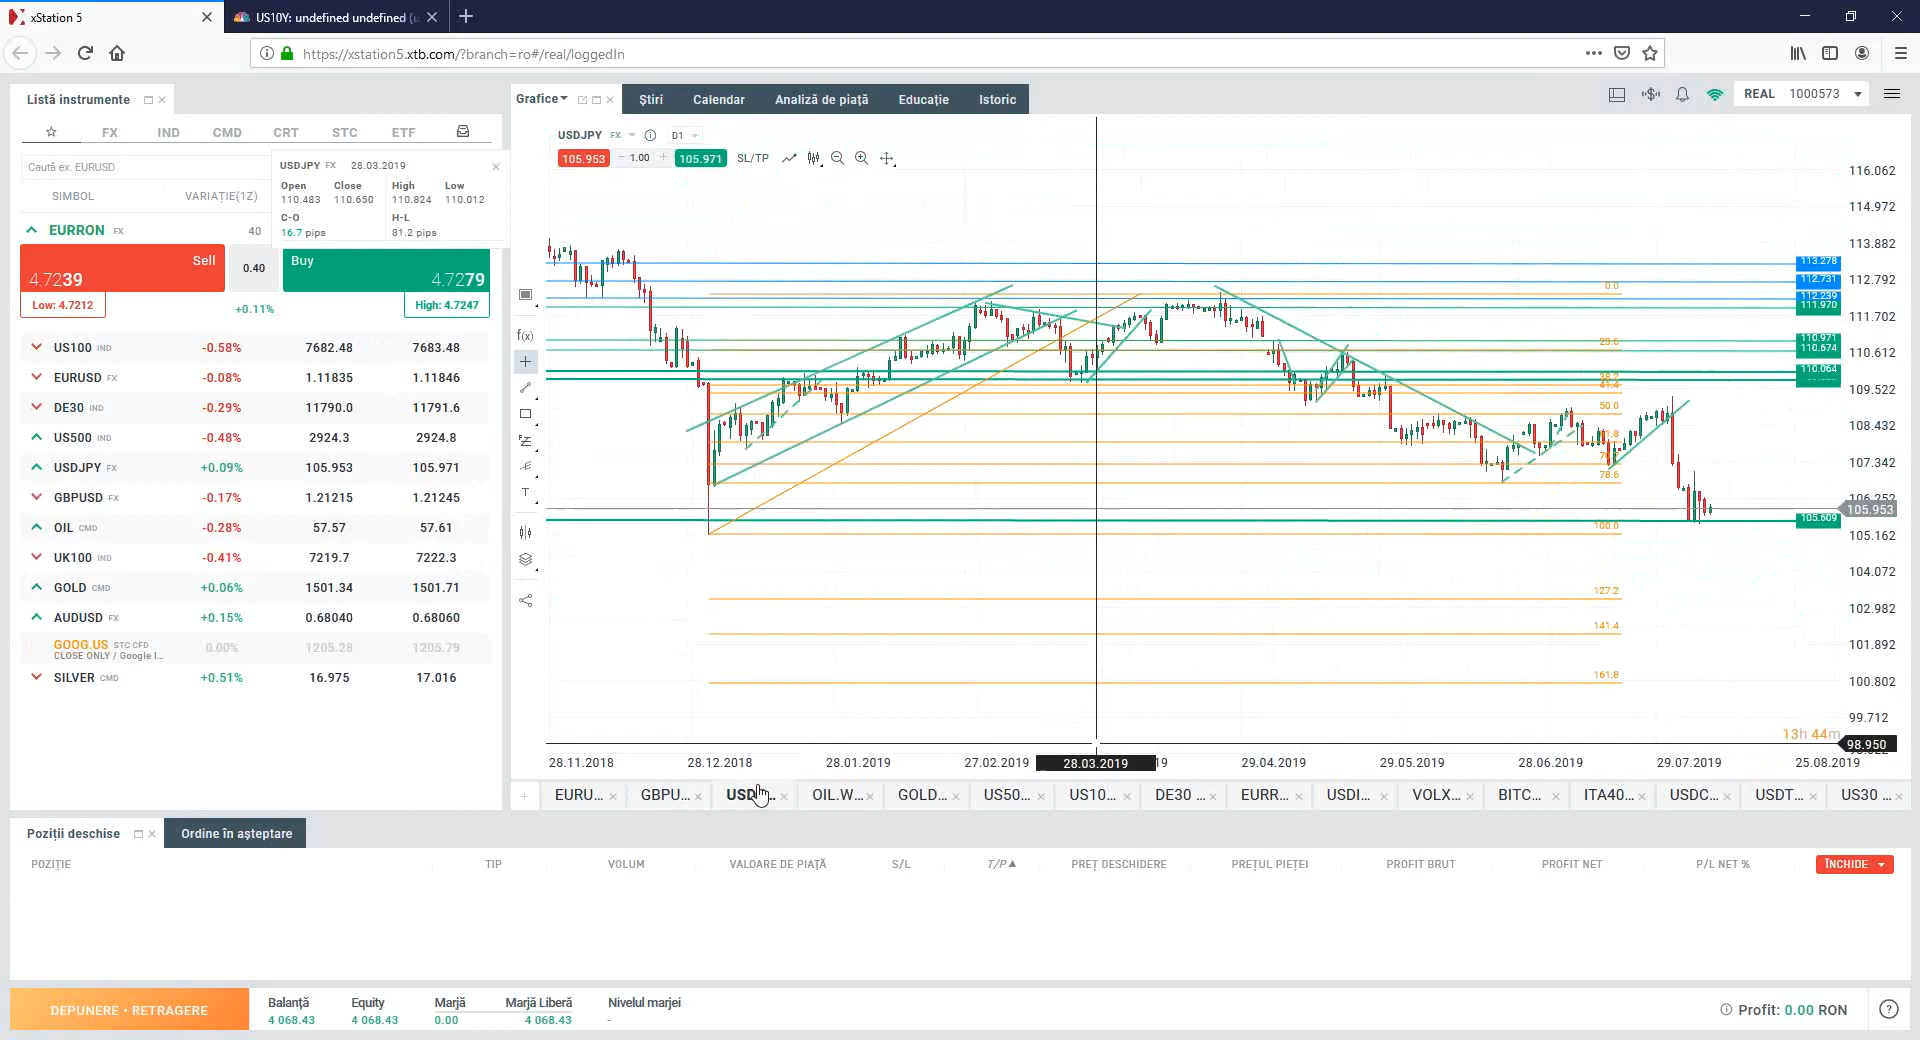 xStation 5
US10Y: undefined undefined (u
https://xstation5.xtb.com/?branch=ro#/real/loggedIn
Listă instrumente
Grafice
Știri
Calendar
Analiză de piață
Educație
Istoric
REAL 1000573
FX IND CMD CRT STC ETF
Caută ex. EURUSD
SIMBOL VARIAȚIE(1Z)
USDJPY FX 28.03.2019
Open Close High Low
110.483 110.650 110.824 110.012
C-O H-L
16.7 pips 81.2 pips
EURRON FX 40
Sell 4.7239
0.40
Buy 4.7279
Low: 4.7212 +0.11% High: 4.7247
US100 IND -0.58% 7682.48 7683.48
EURUSD FX -0.08% 1.11835 1.11846
DE30 IND -0.29% 11790.0 11791.6
US500 IND -0.48% 2924.3 2924.8
USDJPY FX +0.09% 105.953 105.971
GBPUSD FX -0.17% 1.21215 1.21245
OIL CMD -0.28% 57.57 57.61
UK100 IND -0.41% 7219.7 7222.3
GOLD CMD +0.06% 1501.34 1501.71
AUDUSD FX +0.15% 0.68040 0.68060
GOOG.US STC CFD 0.00% 1205.28 1205.79
CLOSE ONLY / Google I...
SILVER CMD +0.51% 16.975 17.016
USDJPY FX D1
105.953 1.00 105.971 SL/TP
f(x)
T
116.062
114.972
113.882
113.278
112.792
112.731
112.239
111.970
111.702
110.971
110.674
110.612
110.064
109.522
108.432
107.342
106.252
105.953
105.609
105.162
104.072
102.982
101.892
100.802
99.712
98.950
0.0
23.6
38.2
41.4
50.0
78.6
100.0
127.2
141.4
161.8
13h 44m
28.11.2018 28.12.2018 28.01.2019 27.02.2019 28.03.2019 29.04.2019 29.05.2019 28.06.2019 29.07.2019 25.08.2019
EURU... GBPU... USDJ... OIL.W... GOLD... US50... US10... DE30 ... EURR... USDI... VOLX... BITC... ITA40... USDC... USDT... US30 ...
Poziții deschise
Ordine în așteptare
POZIȚIE TIP VOLUM VALOARE DE PIAȚĂ S/L T/P PREȚ DESCHIDERE PREȚUL PIEȚEI PROFIT BRUT PROFIT NET P/L NET % ÎNCHIDE
DEPUNERE • RETRAGERE
Balanță Equity Marjă Marjă Liberă Nivelul marjei
4 068.43 4 068.43 0.00 4 068.43 -
Profit: 0.00 RON
?